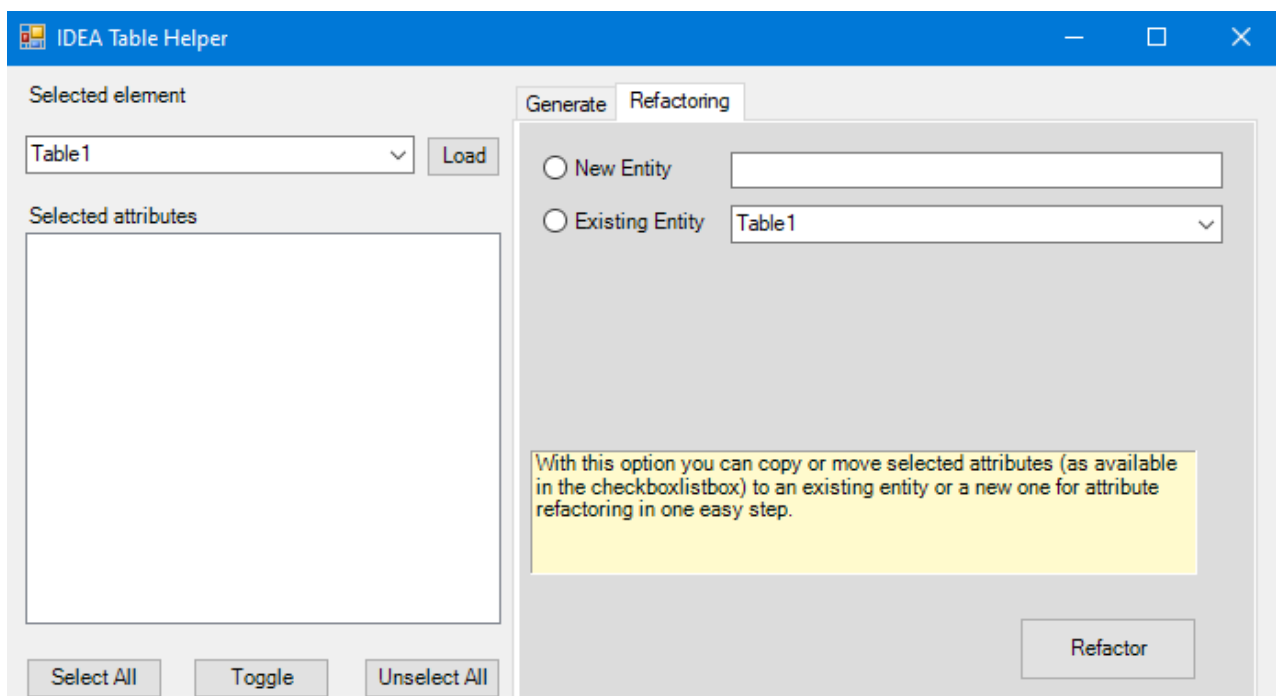 IDEA Table Helper
Selected element
Table1
Load
Selected attributes
Select All
Toggle
Unselect All
Generate
Refactoring
New Entity
Existing Entity
Table1
With this option you can copy or move selected attributes (as available
in the checkboxlistbox) to an existing entity or a new one for attribute
refactoring in one easy step.
Refactor